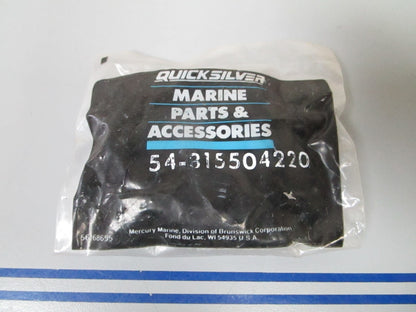 QUICKSILVER
MARINE
PARTS &
ACCESSORIES
54-815504220
Mercury Marine, Division of Brunswick Corporation
Fond du Lac, WI 54935 U.S.A.